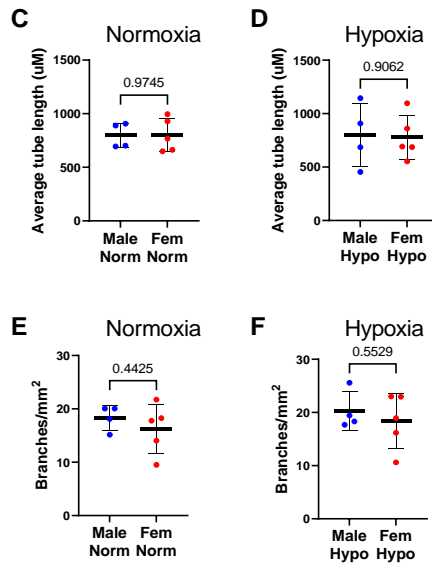 C
Normoxia
Average tube length (uM)
1500
1000
500
0
0.9745
Male Norm
Fem Norm
D
Hypoxia
Average tube length (uM)
1500
1000
500
0
0.9062
Male Hypo
Fem Hypo
E
Normoxia
Branches/mm²
30
20
10
0
0.4425
Male Norm
Fem Norm
F
Hypoxia
Branches/mm²
30
20
10
0
0.5529
Male Hypo
Fem Hypo